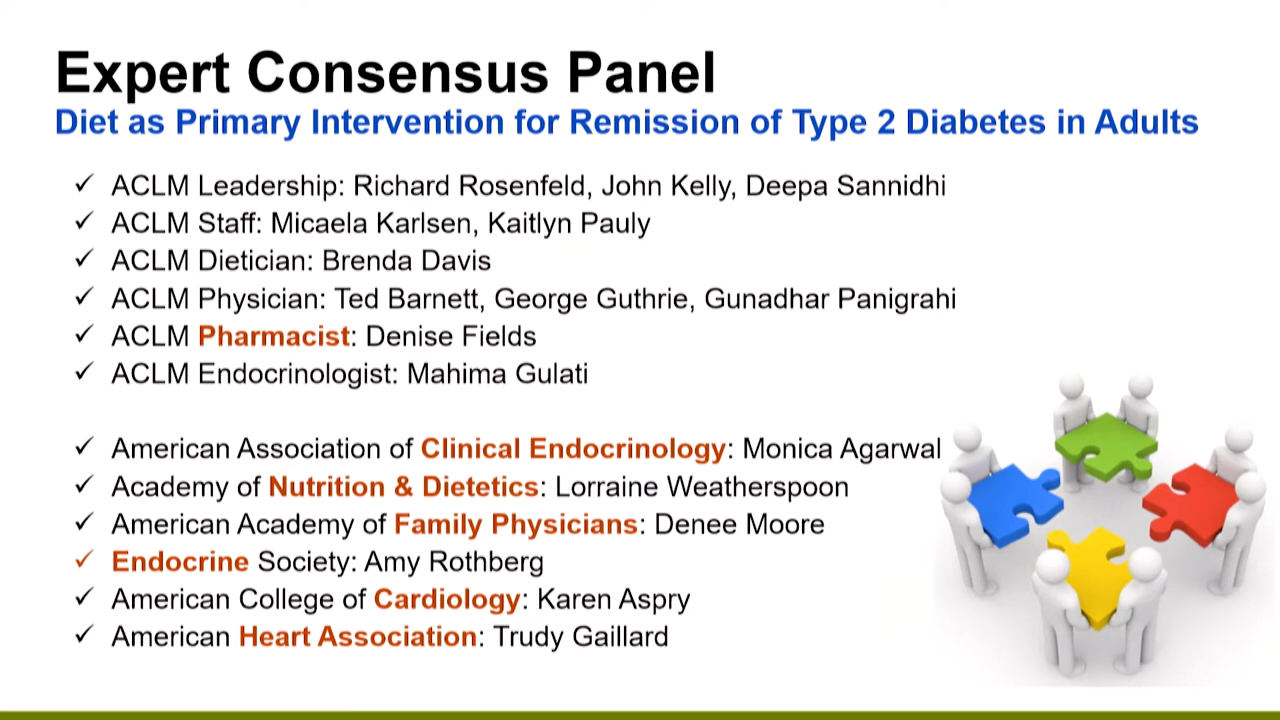 Expert Consensus Panel
Diet as Primary Intervention for Remission of Type 2 Diabetes in Adults
✓ ACLM Leadership: Richard Rosenfeld, John Kelly, Deepa Sannidhi
✓ ACLM Staff: Micaela Karlsen, Kaitlyn Pauly
✓ ACLM Dietician: Brenda Davis
✓ ACLM Physician: Ted Barnett, George Guthrie, Gunadhar Panigrahi
✓ ACLM Pharmacist: Denise Fields
✓ ACLM Endocrinologist: Mahima Gulati
✓ American Association of Clinical Endocrinology: Monica Agarwal
✓ Academy of Nutrition & Dietetics: Lorraine Weatherspoon
✓ American Academy of Family Physicians: Denee Moore
✓ Endocrine Society: Amy Rothberg
✓ American College of Cardiology: Karen Aspry
✓ American Heart Association: Trudy Gaillard